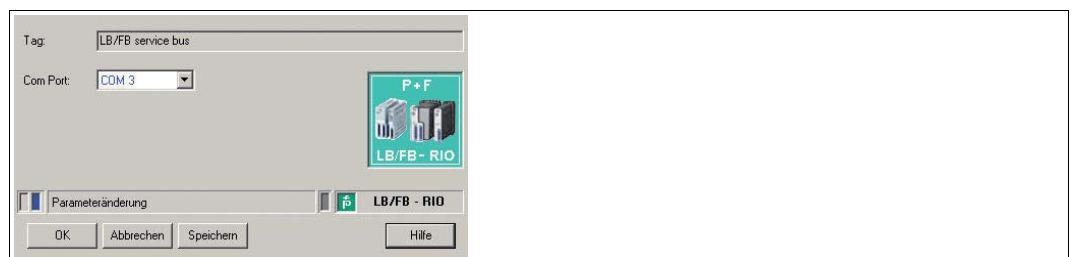 Tag: LB/FB service bus
Com Port: COM 3
P+F
LB/FB- RIO
Parameteränderung
LB/FB - RIO
OK Abbrechen Speichern Hilfe